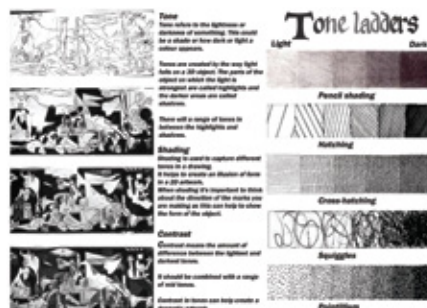 Tone
Tone refers to the lightness or
darkness of something. This could
be a shade or how dark or light a
colour appears.
Tones are created by the way light
falls on a 3D object. The parts of the
object on which the light is
strongest are called highlights and
the darker areas are called
shadows.
There will a range of tones in
between the highlights and
shadows.
Shading
Shading is used to capture different
tones in a drawing.
It helps to create an illusion of form
in a 2D artwork.
When shading it's important to think
about the direction of the marks you
are making as this can help to show
the form of the object.
Contrast
Contrast means the amount of
difference between the lightest and
darkest tones.
It should be combined with a range
of mid tones.
Contrast in tones can help create a
Tone ladders
Light
Dark
Pencil shading
Hatching
Cross-hatching
Squiggles
Pointillism